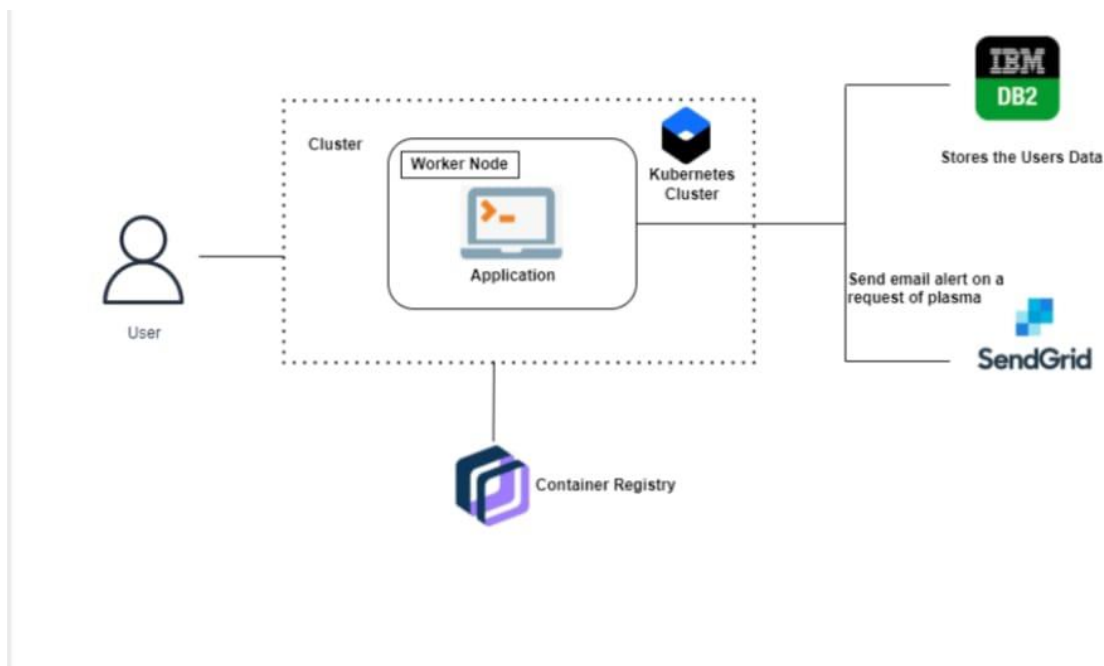 IBM
DB2
Cluster
Worker Node
Stores the Users Data
Kubernetes
Cluster
Application
Send email alert on a
request of plasma
User
SendGrid
Container Registry